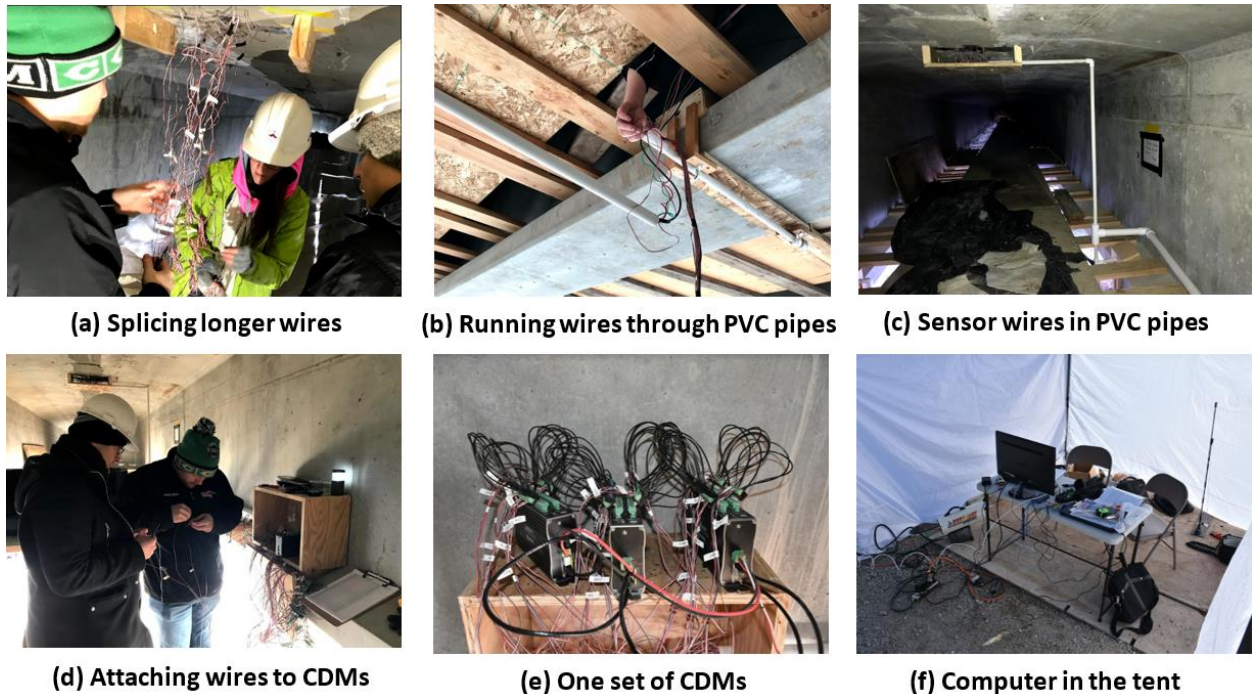 M C C
(a) Splicing longer wires
(b) Running wires through PVC pipes
(c) Sensor wires in PVC pipes
(d) Attaching wires to CDMs
(e) One set of CDMs
(f) Computer in the tent